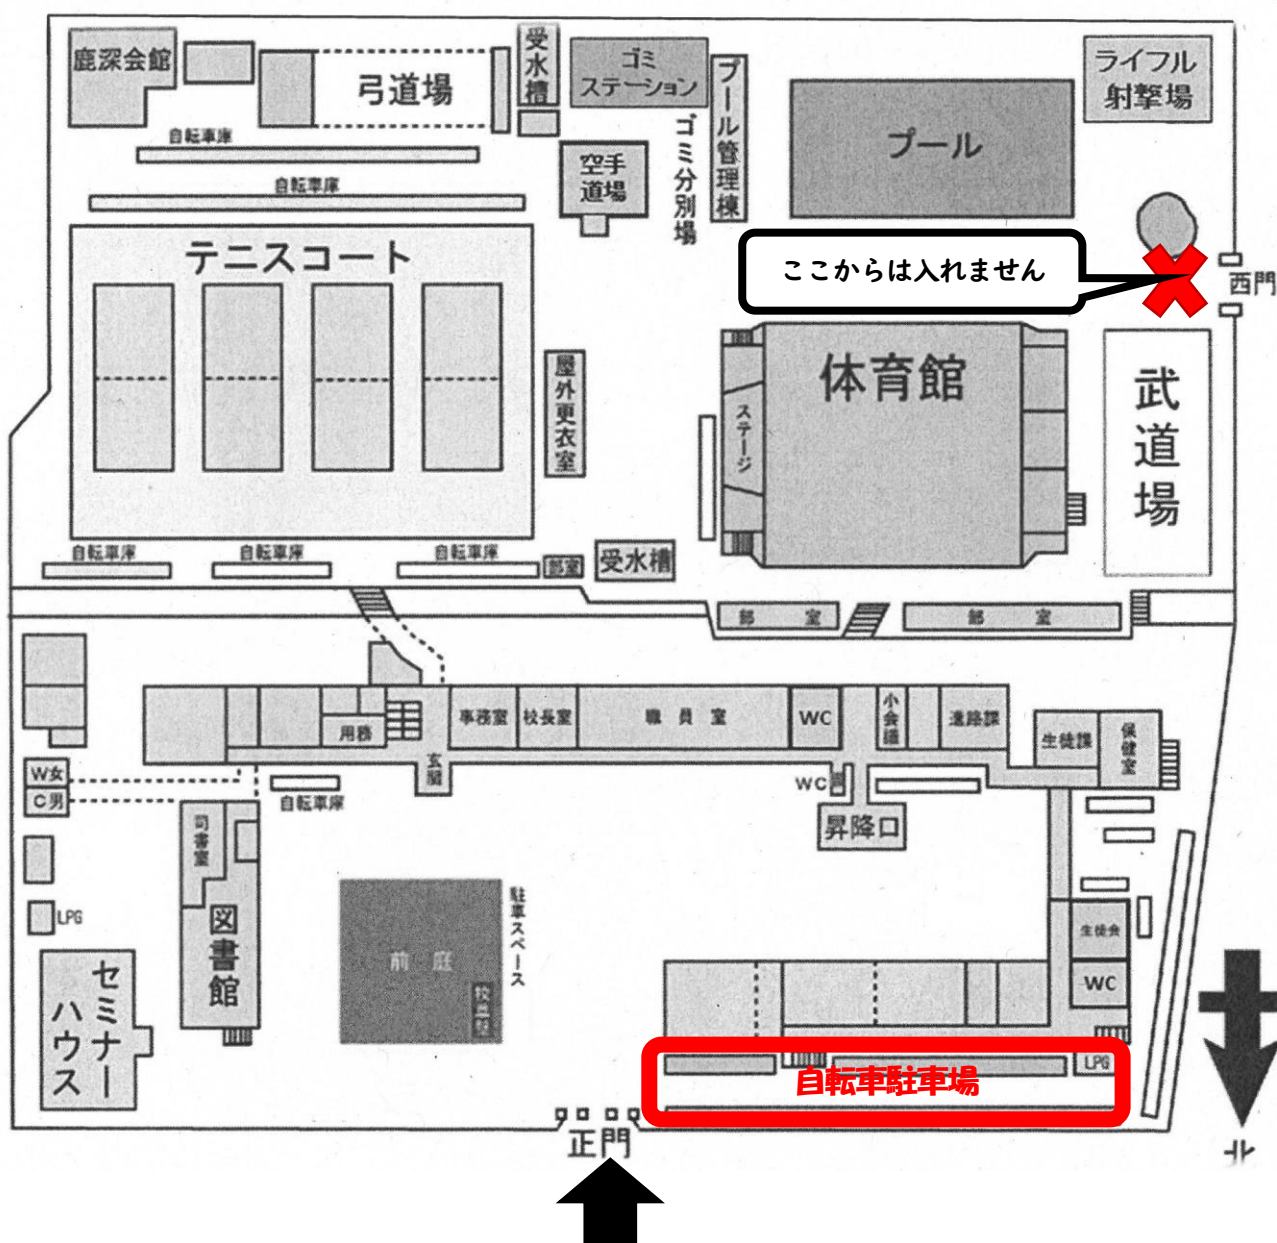 鹿深会館
弓道場
受水槽
ゴミ
ステーション
プール管理棟
ゴミ分別場
プール
ライフル
射撃場
自転車庫
自転車庫
空手
道場
テニスコート
ここからは入れません
西門
屋外更衣室
体育館
ステージ
武道場
自転車庫
自転車庫
自転車庫
部室
受水槽
部室
部室
用務
玄関
事務室
校長室
職員室
WC
小会議
進路課
生徒課
保健室
W女
C男
自転車庫
WC
昇降口
司書室
図書館
LPG
セミナー
ハウス
前庭
駐車スペース
生徒会
WC
LPG
自転車駐車場
正門
北